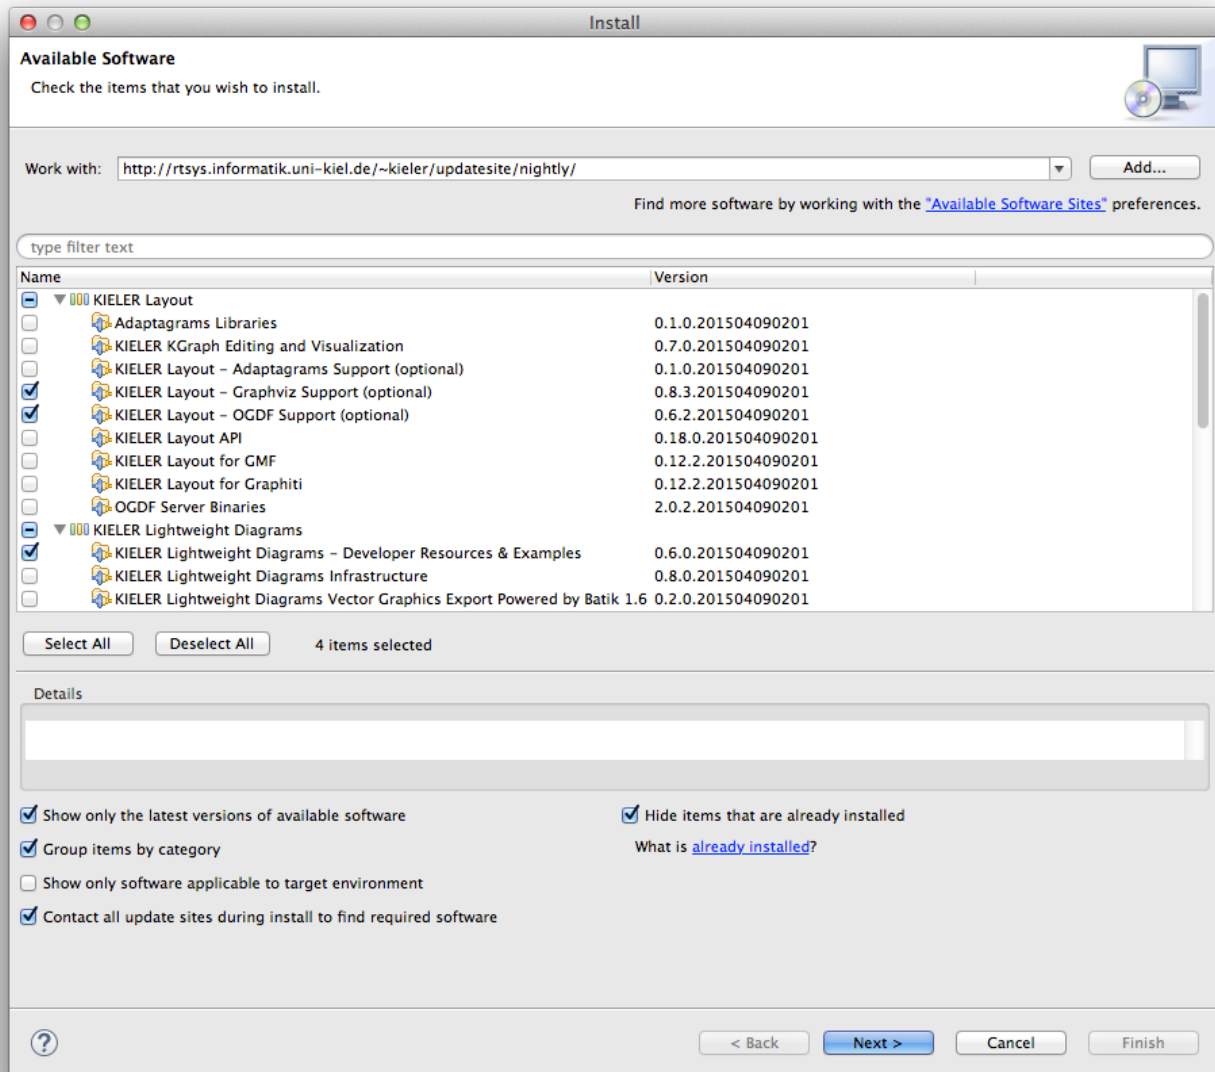 Install
Available Software
Check the items that you wish to install.
Work with: http://rtsys.informatik.uni-kiel.de/~kieler/updatesite/nightly/ Add...
Find more software by working with the "Available Software Sites" preferences.
type filter text
Name Version
KIELER Layout
Adaptagrams Libraries 0.1.0.201504090201
KIELER KGraph Editing and Visualization 0.7.0.201504090201
KIELER Layout – Adaptagrams Support (optional) 0.1.0.201504090201
KIELER Layout – Graphviz Support (optional) 0.8.3.201504090201
KIELER Layout – OGDF Support (optional) 0.6.2.201504090201
KIELER Layout API 0.18.0.201504090201
KIELER Layout for GMF 0.12.2.201504090201
KIELER Layout for Graphiti 0.12.2.201504090201
OGDF Server Binaries 2.0.2.201504090201
KIELER Lightweight Diagrams
KIELER Lightweight Diagrams – Developer Resources & Examples 0.6.0.201504090201
KIELER Lightweight Diagrams Infrastructure 0.8.0.201504090201
KIELER Lightweight Diagrams Vector Graphics Export Powered by Batik 1.6 0.2.0.201504090201
Select All Deselect All 4 items selected
Details
Show only the latest versions of available software Hide items that are already installed
Group items by category What is already installed?
Show only software applicable to target environment
Contact all update sites during install to find required software
? < Back Next > Cancel Finish